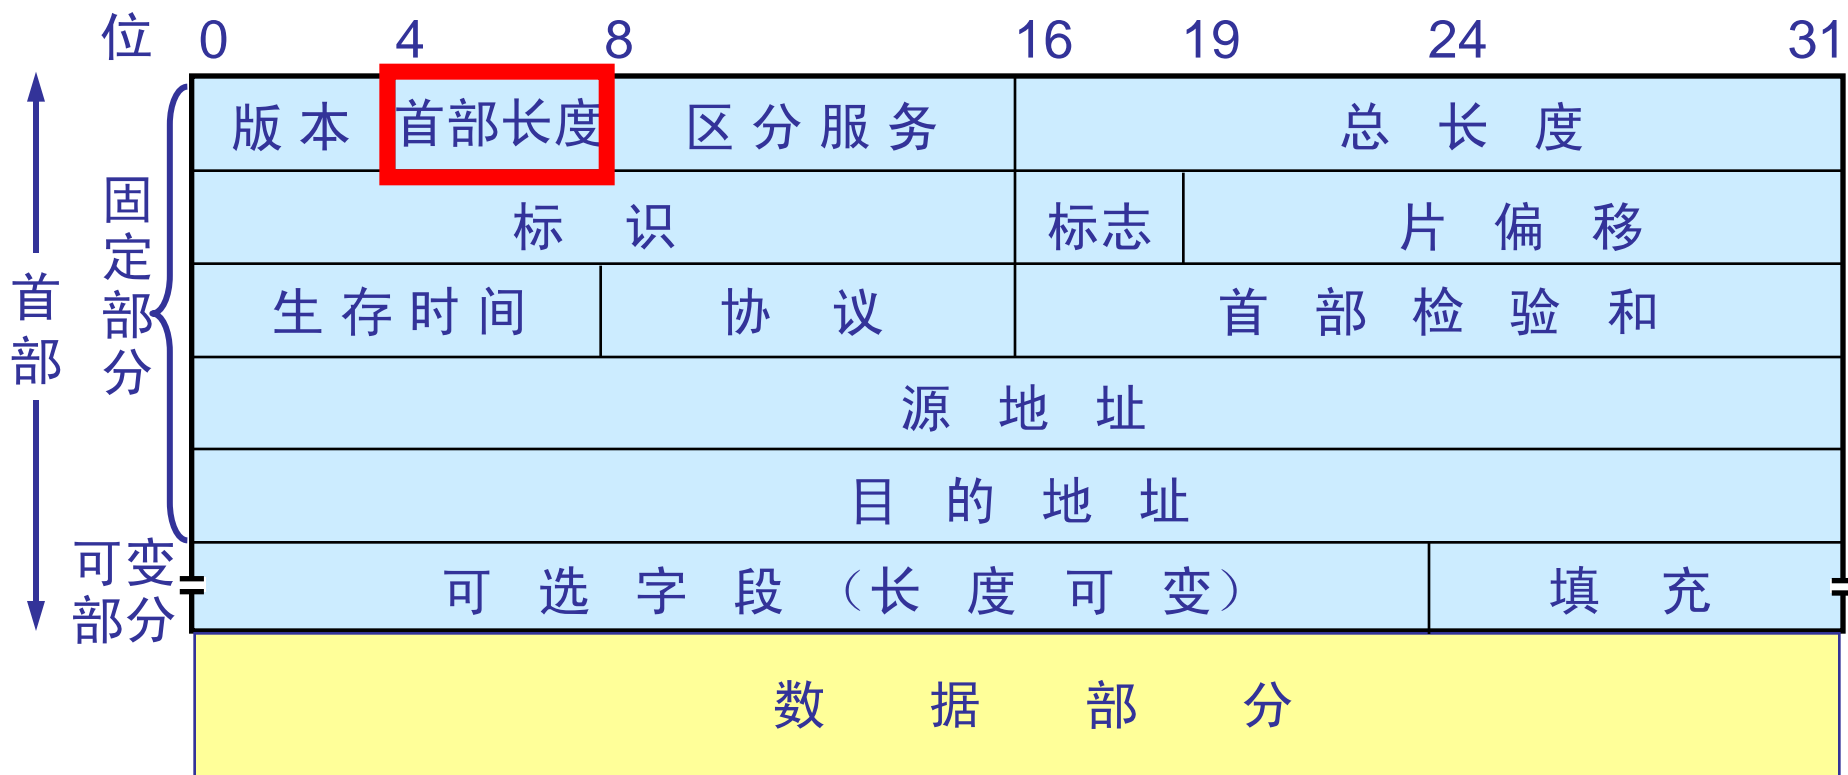 位 0 4 8 16 19 24 31
版本 首部长度 区分服务 总长度
标识 标志 片偏移
生存时间 协议 首部检验和
源地址
目的地址
可选字段（长度可变） 填充
数据部分
首部
固定部分
可变
部分